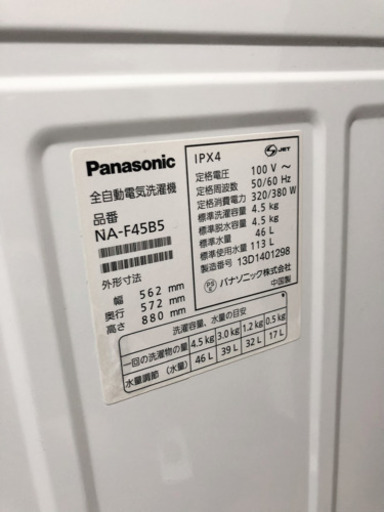 Panasonic
全自動電気洗濯機
品番
NA-F45B5
外形寸法
幅 562 mm
奥行 572 mm
高さ 880 mm
IPX4
JET
定格電圧 100 V ～
定格周波数 50/60 Hz
定格消費電力 320/380 W
標準洗濯容量 4.5 kg
標準脱水容量 4.5 kg
標準水量 46 L
標準使用水量 113 L
製造番号 13D1401298
PSE パナソニック株式会社
中国製
洗濯容量、水量の目安
一回の洗濯物の量 4.5 kg 3.0 kg 1.2 kg 0.5 kg
水量調節（水量） 46 L 39 L 32 L 17 L